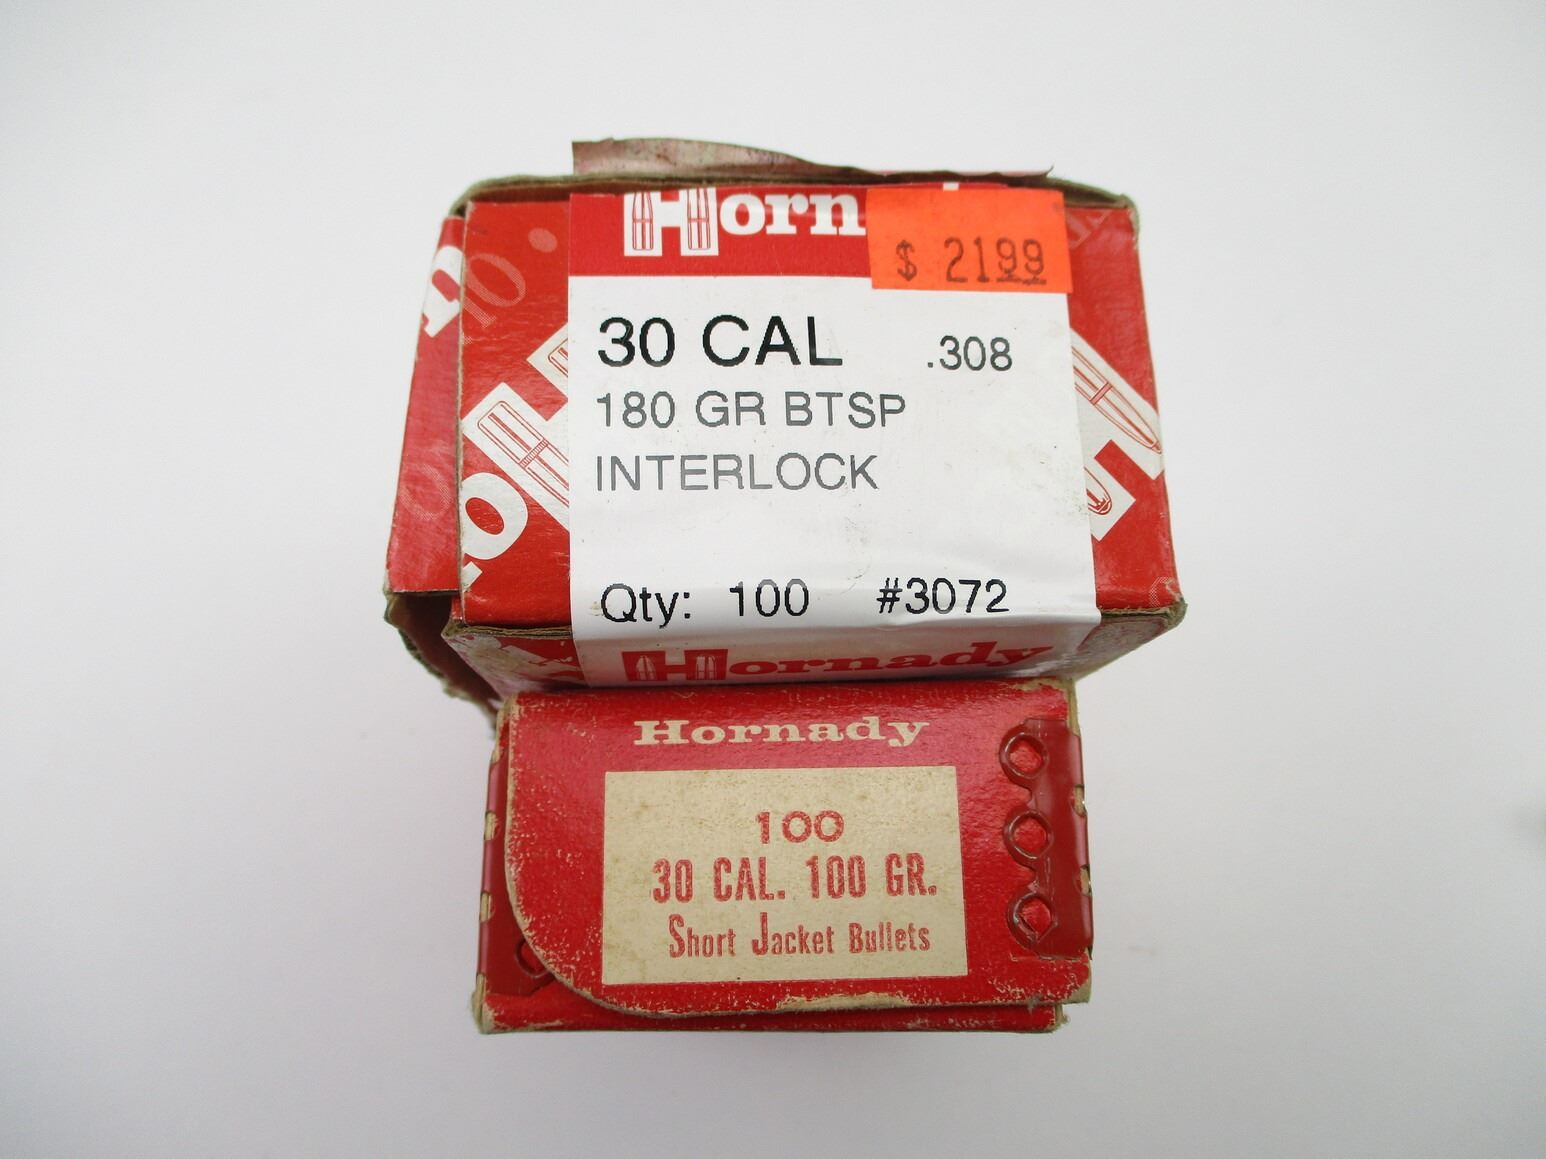 Horn
$ 2199
30 CAL .308
180 GR BTSP
INTERLOCK
Qty: 100 #3072
Hornady
Hornady
100
30 CAL. 100 GR.
Short Jacket Bullets